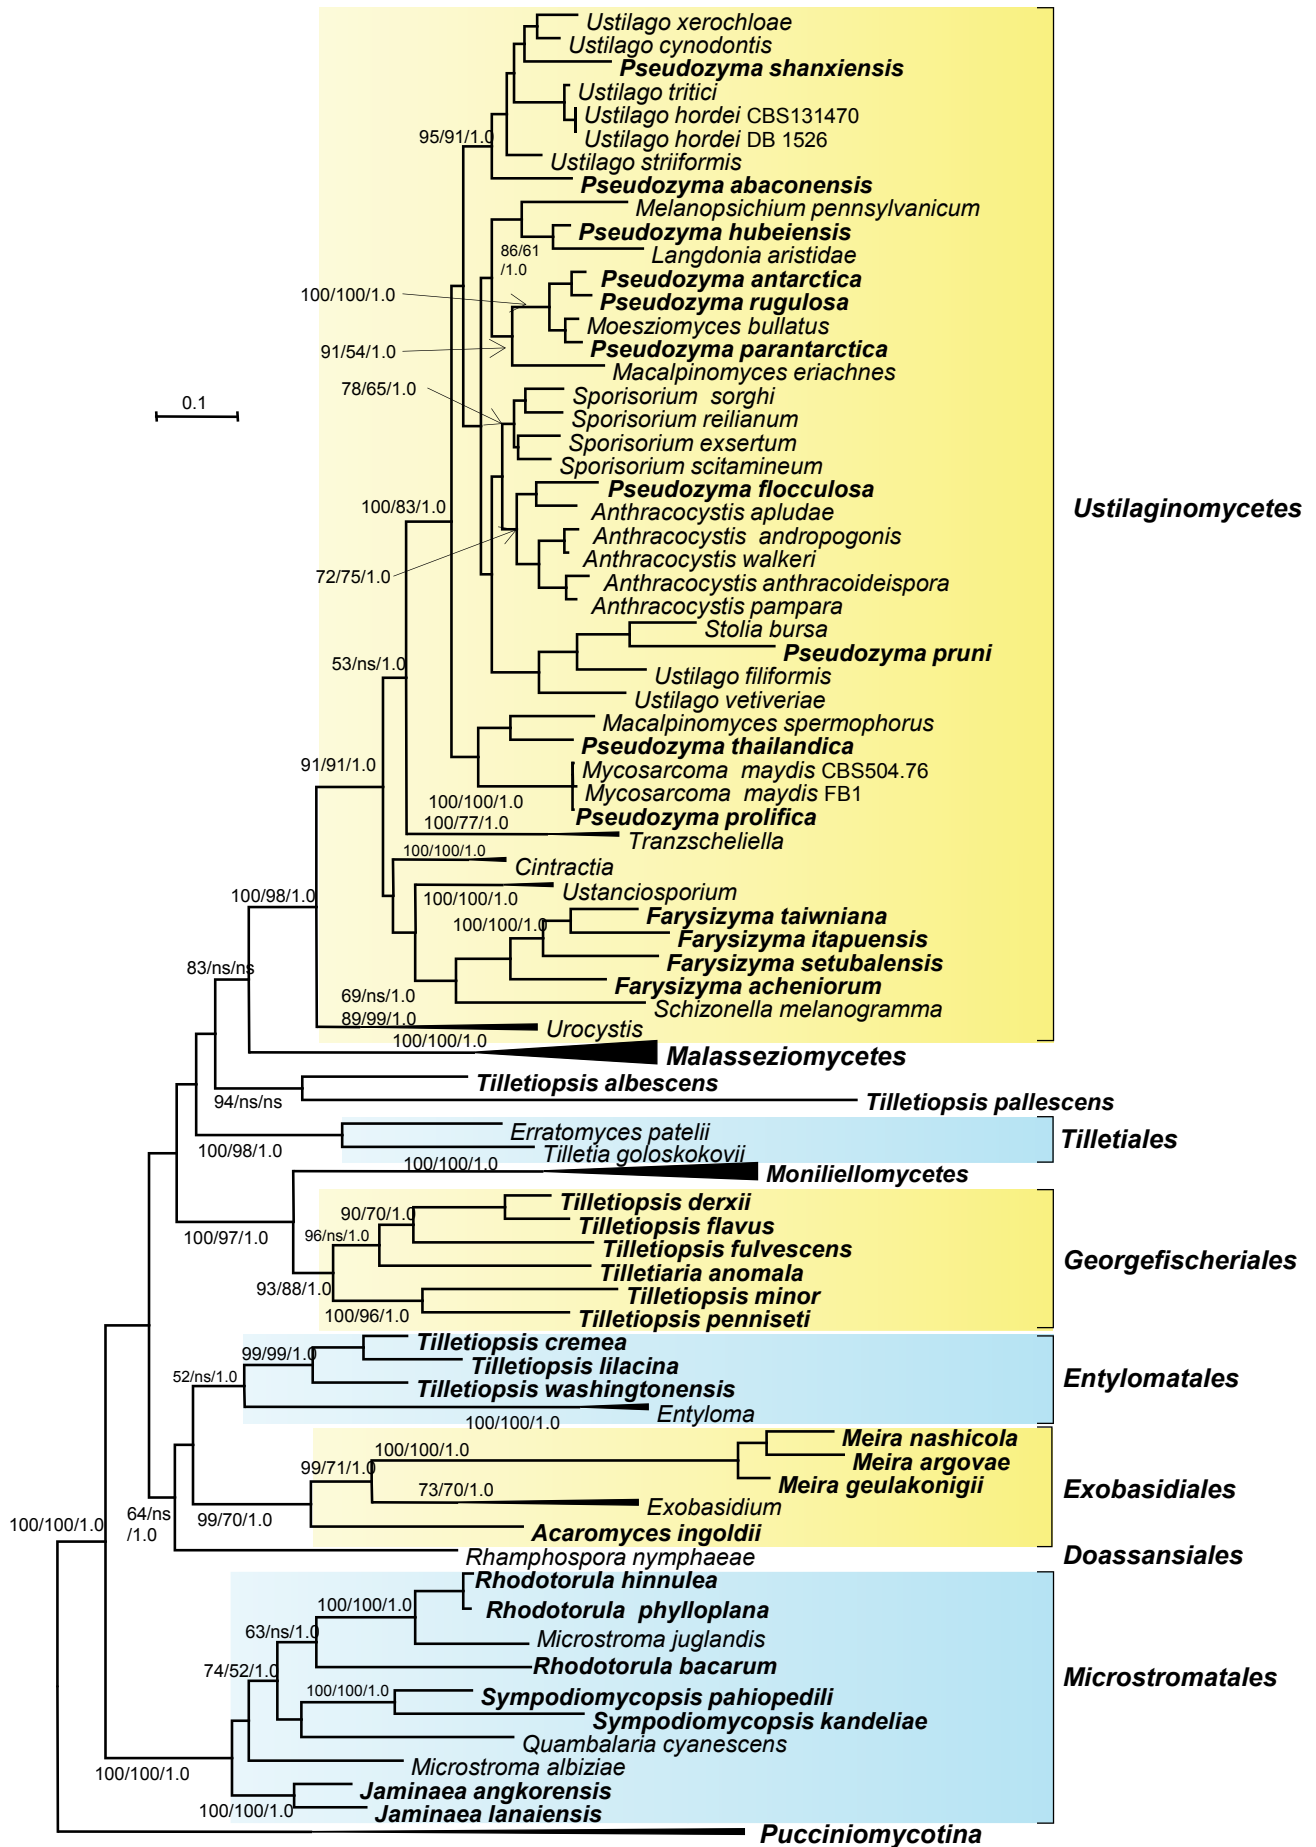 Ustilago xerochloae
Ustilago cynodontis
Pseudozyma shanxiensis
Ustilago tritici
Ustilago hordei CBS131470
95/91/1.0
Ustilago hordei DB 1526
Ustilago striiformis
Pseudozyma abaconensis
Melanopsichium pennsylvanicum
Pseudozyma hubeiensis
86/61
/1.0
Langdonia aristidae
Pseudozyma antarctica
100/100/1.0
Pseudozyma rugulosa
Moesziomyces bullatus
91/54/1.0
Pseudozyma parantarctica
Macalpinomyces eriachnes
78/65/1.0
Sporisorium sorghi
0.1
Sporisorium reilianum
Sporisorium exsertum
Sporisorium scitamineum
Pseudozyma flocculosa
100/83/1.0
Anthracocystis apludae
Ustilaginomycetes
Anthracocystis andropogonis
Anthracocystis walkeri
72/75/1.0
Anthracocystis anthracoideispora
Anthracocystis pampara
Stolia bursa
Pseudozyma pruni
53/ns/1.0
Ustilago filiformis
Ustilago vetiveriae
Macalpinomyces spermophorus
Pseudozyma thailandica
91/91/1.0
Mycosarcoma maydis CBS504.76
Mycosarcoma maydis FB1
100/100/1.0
Pseudozyma prolifica
100/77/1.0
Tranzscheliella
100/100/1.0
Cintractia
100/98/1.0
100/100/1.0
Ustanciosporium
Farysizyma taiwniana
100/100/1.0
Farysizyma itapuensis
83/ns/ns
Farysizyma setubalensis
Farysizyma acheniorum
69/ns/1.0
Schizonella melanogramma
89/99/1.0
Urocystis
100/100/1.0
Malasseziomycetes
Tilletiopsis albescens
94/ns/ns
Tilletiopsis pallescens
Erratomyces patelii
Tilletiales
100/98/1.0
Tilletia goloskokovii
100/100/1.0
Moniliellomycetes
Tilletiopsis derxii
90/70/1.0
Tilletiopsis flavus
100/97/1.0
96/ns/1.0
Tilletiopsis fulvescens
Georgefischeriales
Tilletiaria anomala
93/88/1.0
Tilletiopsis minor
100/96/1.0
Tilletiopsis penniseti
Tilletiopsis cremea
99/99/1.0
Tilletiopsis lilacina
52/ns/1.0
Entylomatales
Tilletiopsis washingtonensis
Entyloma
100/100/1.0
Meira nashicola
100/100/1.0
Meira argovae
99/71/1.0
Meira geulakonigii
73/70/1.0
Exobasidiales
Exobasidium
64/ns
/1.0
99/70/1.0
100/100/1.0
Acaromyces ingoldii
Rhamphospora nymphaeae
Doassansiales
Rhodotorula hinnulea
100/100/1.0
Rhodotorula phylloplana
63/ns/1.0
Microstroma juglandis
74/52/1.0
Rhodotorula bacarum
Microstromatales
100/100/1.0
Sympodiomycopsis pahiopedili
Sympodiomycopsis kandeliae
Quambalaria cyanescens
Microstroma albiziae
100/100/1.0
Jaminaea angkorensis
100/100/1.0
Jaminaea lanaiensis
Pucciniomycotina